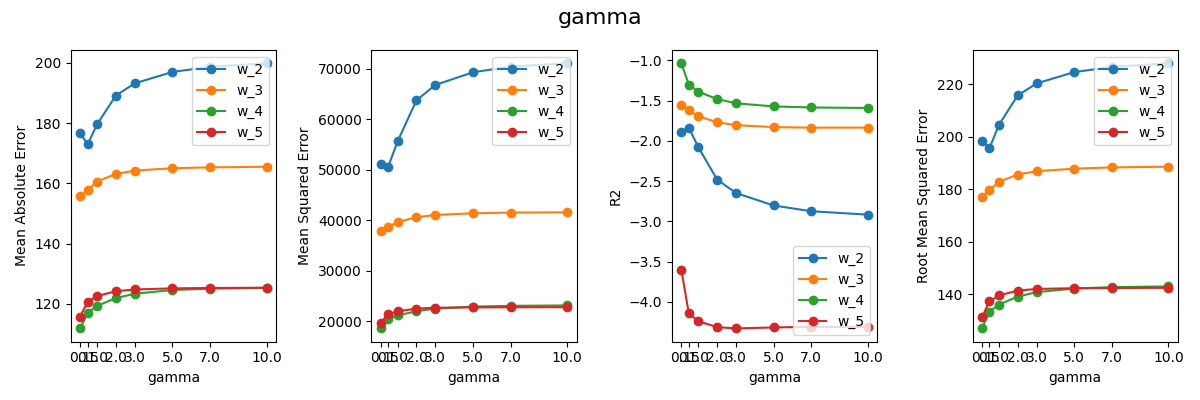 gamma
Mean Absolute Error
200
180
160
140
120
2.0
3.0
5.0
7.0
10.0
gamma
w_2
w_3
w_4
w_5
Mean Squared Error
70000
60000
50000
40000
30000
20000
2.0
3.0
5.0
7.0
10.0
gamma
w_2
w_3
w_4
w_5
R2
−1.0
−1.5
−2.0
−2.5
−3.0
−3.5
−4.0
2.0
3.0
5.0
7.0
10.0
gamma
w_2
w_3
w_4
w_5
Root Mean Squared Error
220
200
180
160
140
2.0
3.0
5.0
7.0
10.0
gamma
w_2
w_3
w_4
w_5